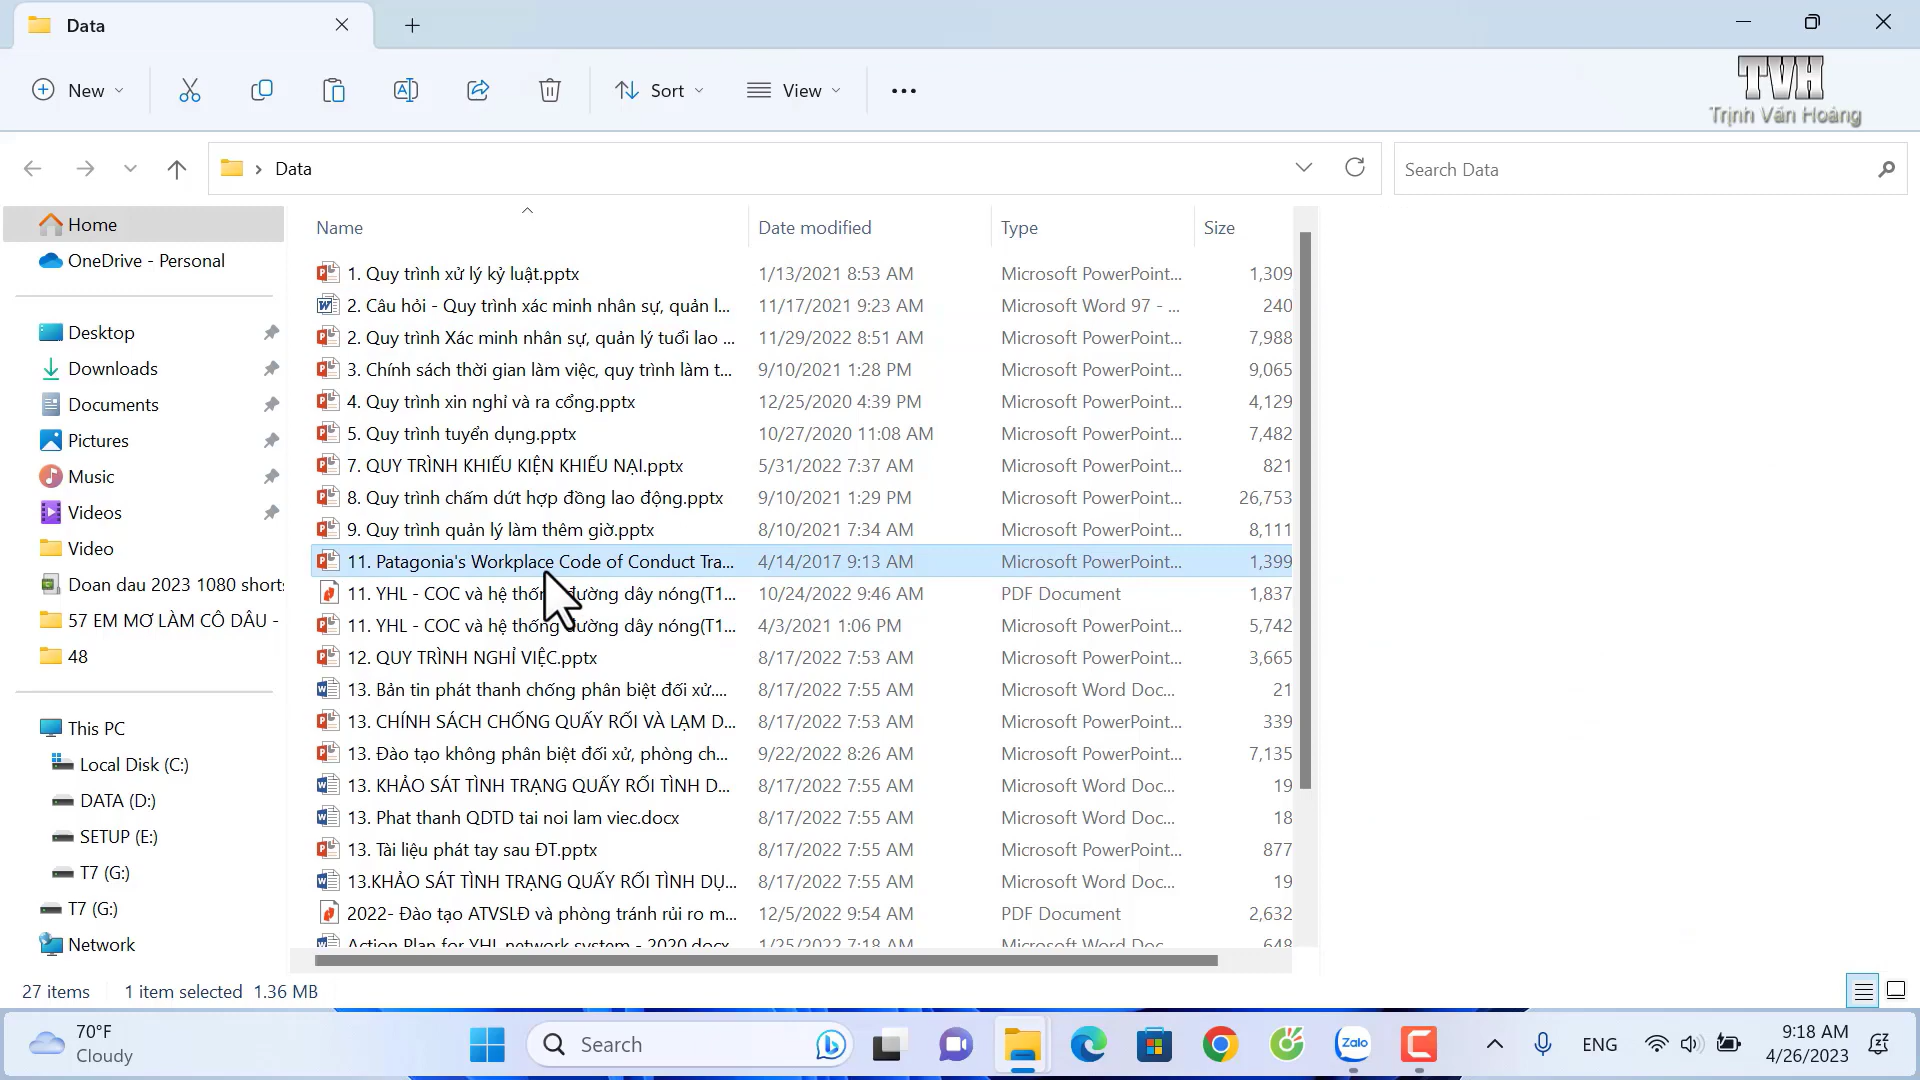 Data
New
Sort
View
TVH
Trịnh Văn Hoàng
Data
Search Data
Home
OneDrive - Personal
Desktop
Downloads
Documents
Pictures
Music
Videos
Video
Doan dau 2023 1080 short
57 EM MƠ LÀM CÔ DÂU -
48
This PC
Local Disk (C:)
DATA (D:)
SETUP (E:)
T7 (G:)
T7 (G:)
Network
Name Date modified Type Size
1. Quy trình xử lý kỷ luật.pptx 1/13/2021 8:53 AM Microsoft PowerPoint... 1,309
2. Câu hỏi - Quy trình xác minh nhân sự, quản l... 11/17/2021 9:23 AM Microsoft Word 97 - ... 240
2. Quy trình Xác minh nhân sự, quản lý tuổi lao ... 11/29/2022 8:51 AM Microsoft PowerPoint... 7,988
3. Chính sách thời gian làm việc, quy trình làm t... 9/10/2021 1:28 PM Microsoft PowerPoint... 9,065
4. Quy trình xin nghỉ và ra cổng.pptx 12/25/2020 4:39 PM Microsoft PowerPoint... 4,129
5. Quy trình tuyển dụng.pptx 10/27/2020 11:08 AM Microsoft PowerPoint... 7,482
7. QUY TRÌNH KHIẾU KIỆN KHIẾU NẠI.pptx 5/31/2022 7:37 AM Microsoft PowerPoint... 821
8. Quy trình chấm dứt hợp đồng lao động.pptx 9/10/2021 1:29 PM Microsoft PowerPoint... 26,753
9. Quy trình quản lý làm thêm giờ.pptx 8/10/2021 7:34 AM Microsoft PowerPoint... 8,111
11. Patagonia's Workplace Code of Conduct Tra... 4/14/2017 9:13 AM Microsoft PowerPoint... 1,399
11. YHL - COC và hệ thống đường dây nóng(T1... 10/24/2022 9:46 AM PDF Document 1,837
11. YHL - COC và hệ thống đường dây nóng(T1... 4/3/2021 1:06 PM Microsoft PowerPoint... 5,742
12. QUY TRÌNH NGHỈ VIỆC.pptx 8/17/2022 7:53 AM Microsoft PowerPoint... 3,665
13. Bản tin phát thanh chống phân biệt đối xử.... 8/17/2022 7:55 AM Microsoft Word Doc... 21
13. CHÍNH SÁCH CHỐNG QUẤY RỐI VÀ LẠM D... 8/17/2022 7:53 AM Microsoft PowerPoint... 339
13. Đào tạo không phân biệt đối xử, phòng ch... 9/22/2022 8:26 AM Microsoft PowerPoint... 7,135
13. KHẢO SÁT TÌNH TRẠNG QUẤY RỐI TÌNH D... 8/17/2022 7:55 AM Microsoft Word Doc... 19
13. Phat thanh QDTD tai noi lam viec.docx 8/17/2022 7:55 AM Microsoft Word Doc... 18
13. Tài liệu phát tay sau ĐT.pptx 8/17/2022 7:55 AM Microsoft PowerPoint... 877
13.KHẢO SÁT TÌNH TRẠNG QUẤY RỐI TÌNH DỤ... 8/17/2022 7:55 AM Microsoft Word Doc... 19
2022- Đào tạo ATVSLĐ và phòng tránh rủi ro m... 12/5/2022 9:54 AM PDF Document 2,632
Action Plan for YHL network system - 2020.docx 1/25/2022 7:18 AM Microsoft Word Doc... 648
27 items 1 item selected 1.36 MB
70°F
Cloudy
Search
Zalo
ENG
9:18 AM
4/26/2023